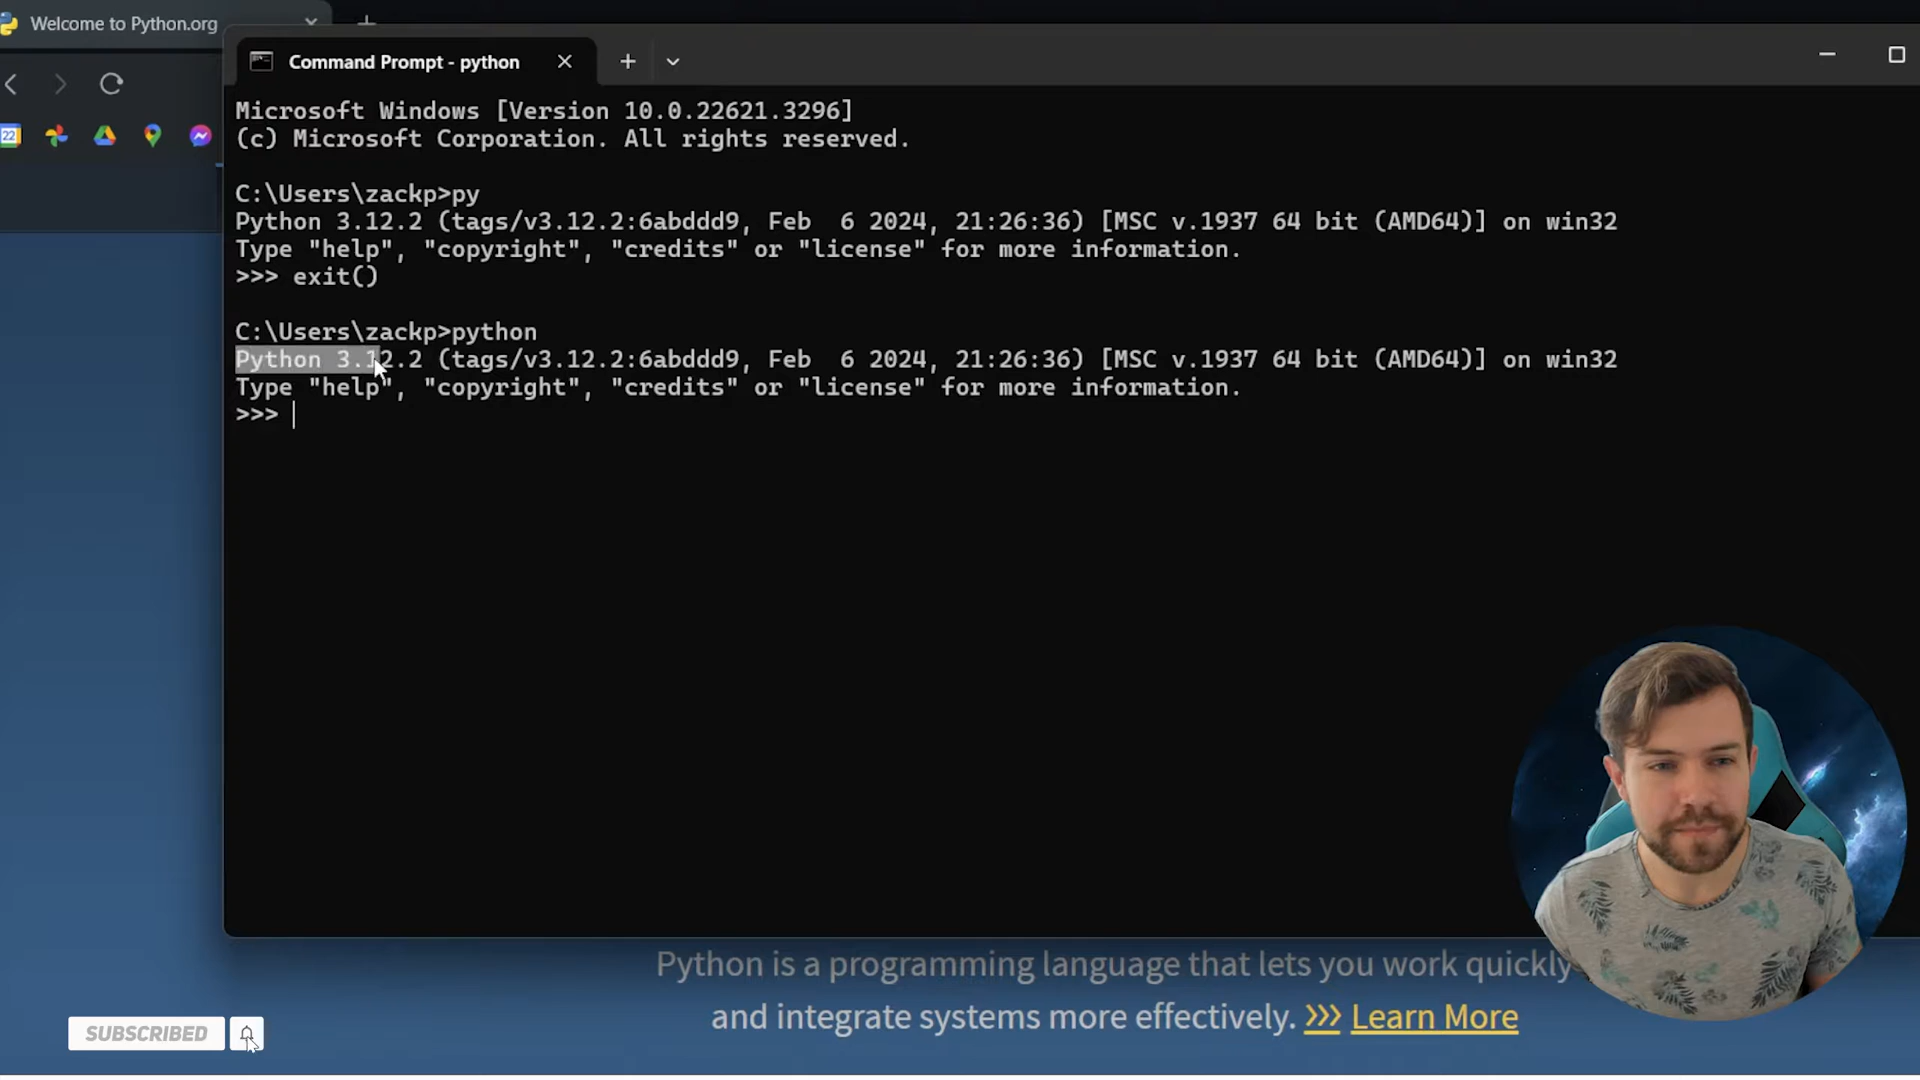 Welcome to Python.org
Command Prompt - python
22
Microsoft Windows [Version 10.0.22621.3296]
(c) Microsoft Corporation. All rights reserved.
C:\Users\zackp>py
Python 3.12.2 (tags/v3.12.2:6abddd9, Feb  6 2024, 21:26:36) [MSC v.1937 64 bit (AMD64)] on win32
Type "help", "copyright", "credits" or "license" for more information.
>>> exit()
C:\Users\zackp>python
Python 3.12.2 (tags/v3.12.2:6abddd9, Feb  6 2024, 21:26:36) [MSC v.1937 64 bit (AMD64)] on win32
Type "help", "copyright", "credits" or "license" for more information.
>>>
Python is a programming language that lets you work quickly
and integrate systems more effectively. >>> Learn More
SUBSCRIBED